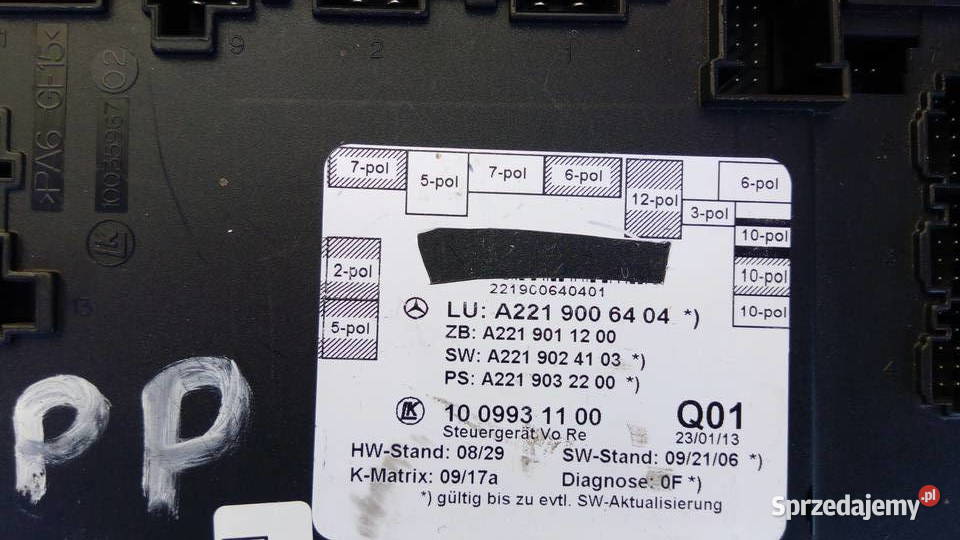 >PA6 GF15<
10035967 02
LK
9
2
1
7-pol
5-pol
7-pol
6-pol
12-pol
3-pol
6-pol
10-pol
10-pol
10-pol
2-pol
5-pol
221900640401
LU: A221 900 64 04 *)
ZB: A221 901 12 00
SW: A221 902 41 03 *)
PS: A221 903 22 00 *)
LK 10 0993 11 00 Q01
Steuergerät Vo Re 23/01/13
HW-Stand: 08/29 SW-Stand: 09/21/06 *)
K-Matrix: 09/17a Diagnose: 0F *)
*) gültig bis zu evtl. SW-Aktualisierung
PP
Sprzedajemy.pl